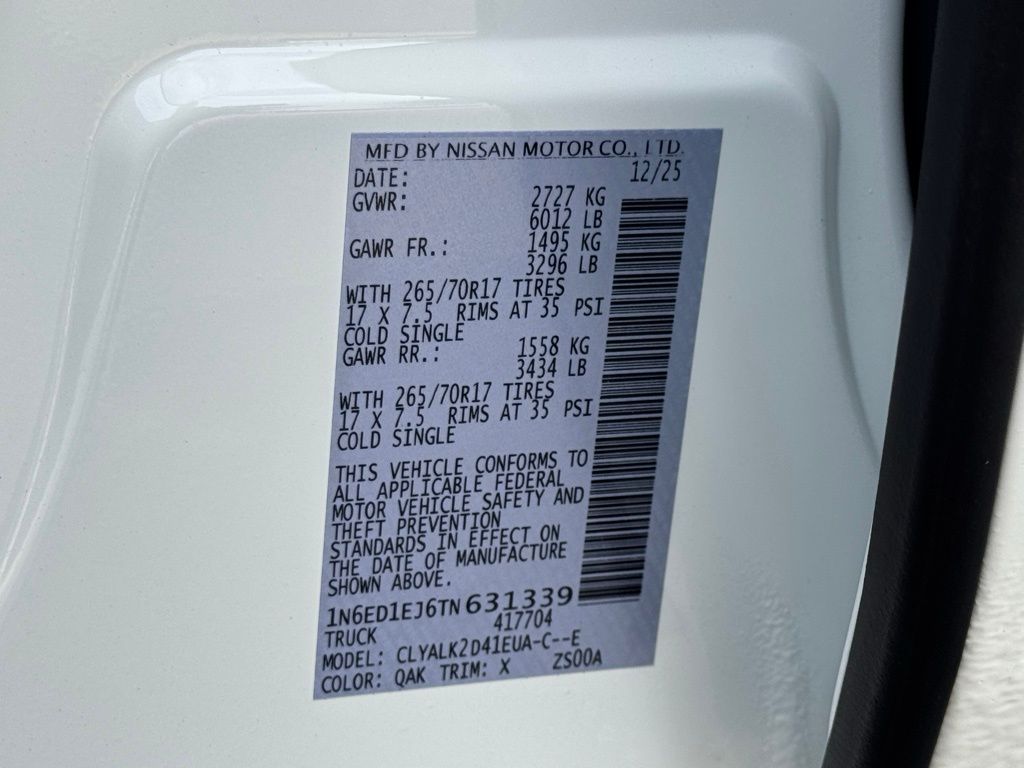 MFD BY NISSAN MOTOR CO., LTD.
DATE: 12/25
GVWR: 2727 KG
6012 LB
GAWR FR.: 1495 KG
3296 LB
WITH 265/70R17 TIRES
17 X 7.5 RIMS AT 35 PSI
COLD SINGLE
GAWR RR.: 1558 KG
3434 LB
WITH 265/70R17 TIRES
17 X 7.5 RIMS AT 35 PSI
COLD SINGLE
THIS VEHICLE CONFORMS TO
ALL APPLICABLE FEDERAL
MOTOR VEHICLE SAFETY AND
THEFT PREVENTION
STANDARDS IN EFFECT ON
THE DATE OF MANUFACTURE
SHOWN ABOVE.
1N6ED1EJ6TN631339
TRUCK 417704
MODEL: CLYALK2D41EUA-C--E
COLOR: QAK TRIM: X ZS00A